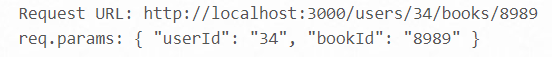 Request URL: http://localhost:3000/users/34/books/8989
req.params: { "userId": "34", "bookId": "8989" }